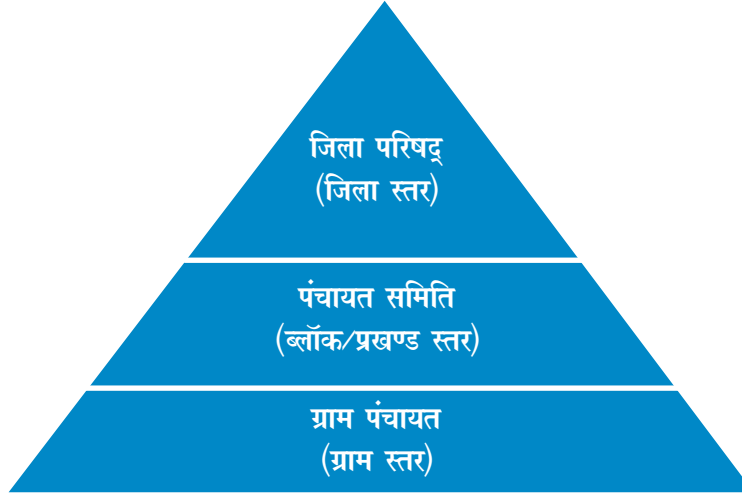 जिला परिषद्
(जिला स्तर)
पंचायत समिति
(ब्लॉक/प्रखण्ड स्तर)
ग्राम पंचायत
(ग्राम स्तर)